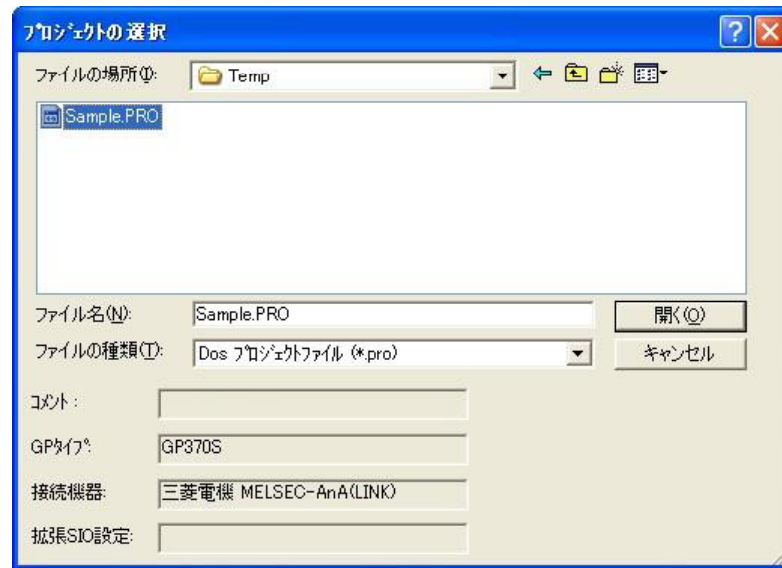 ﾌﾟﾛｼﾞｪｸﾄの選択
ファイルの場所(I):
Temp
Sample.PRO
ファイル名(N):
Sample.PRO
開く(O)
ファイルの種類(T):
Dos ﾌﾟﾛｼﾞｪｸﾄﾌｧｲﾙ (*.pro)
キャンセル
ｺﾒﾝﾄ :
GPﾀｲﾌﾟ:
GP370S
接続機器:
三菱電機 MELSEC-AnA(LINK)
拡張SIO設定: